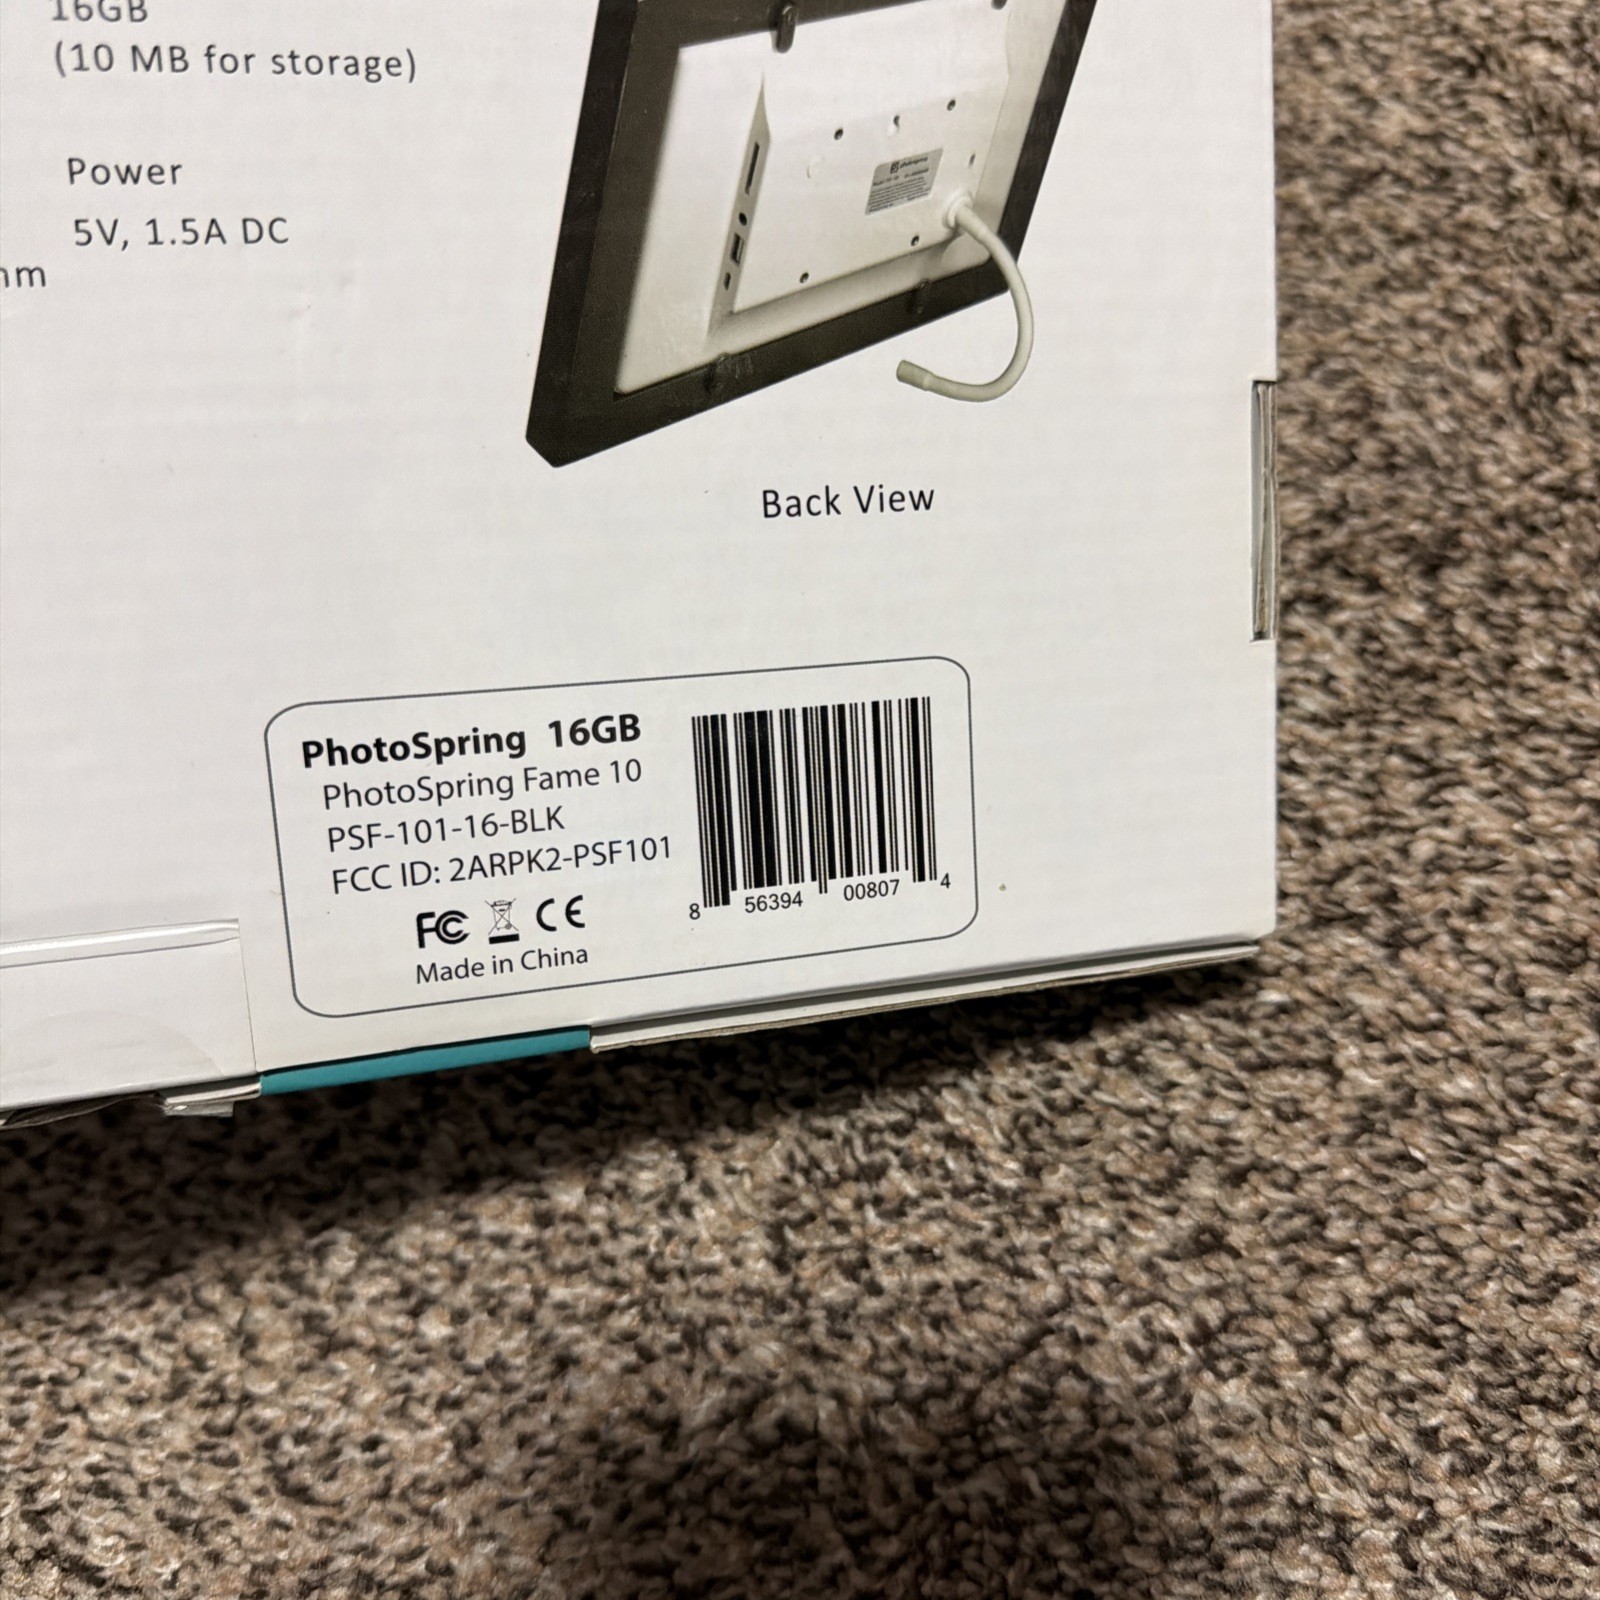 16GB
(10 MB for storage)
Power
5V, 1.5A DC
Back View
PhotoSpring 16GB
PhotoSpring Fame 10
PSF-101-16-BLK
FCC ID: 2ARPK2-PSF101
FC CE
Made in China
8 56394 00807 4